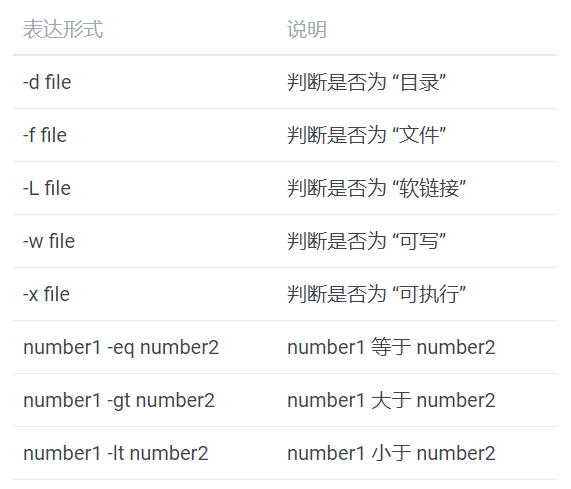 表达形式 说明
-d file 判断是否为 “目录”
-f file 判断是否为 “文件”
-L file 判断是否为 “软链接”
-w file 判断是否为 “可写”
-x file 判断是否为 “可执行”
number1 -eq number2 number1 等于 number2
number1 -gt number2 number1 大于 number2
number1 -lt number2 number1 小于 number2